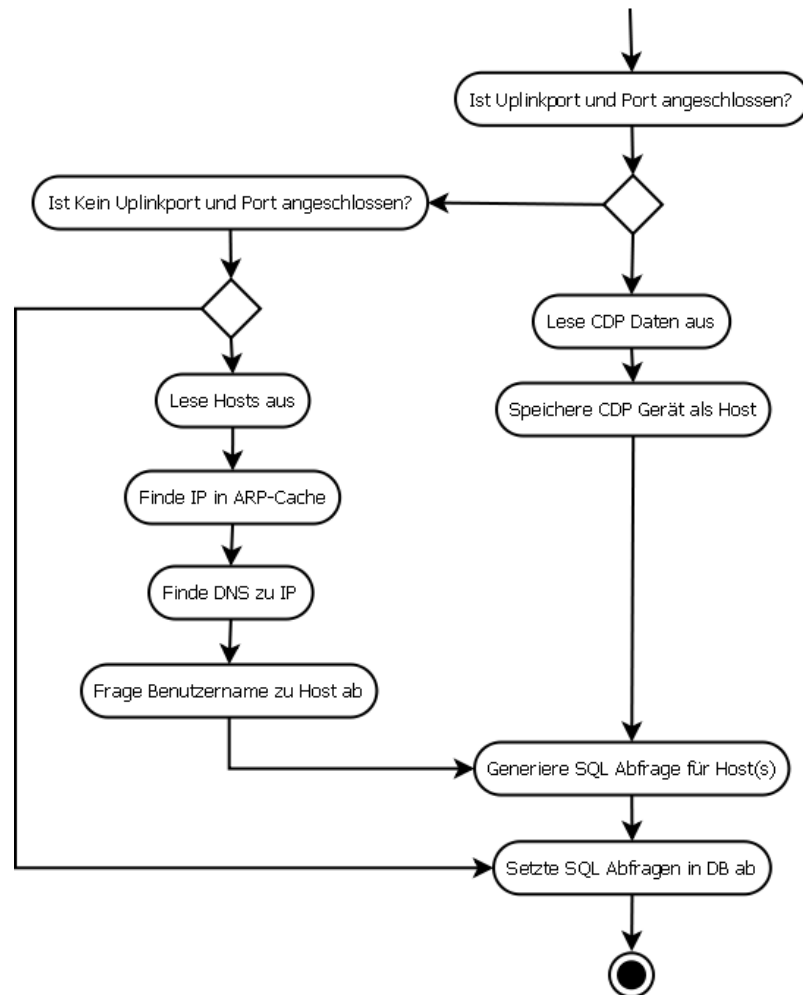 Ist Uplinkport und Port angeschlossen?
Ist Kein Uplinkport und Port angeschlossen?
Lese CDP Daten aus
Lese Hosts aus
Speichere CDP Gerät als Host
Finde IP in ARP-Cache
Finde DNS zu IP
Frage Benutzername zu Host ab
Generiere SQL Abfrage für Host(s)
Setzte SQL Abfragen in DB ab